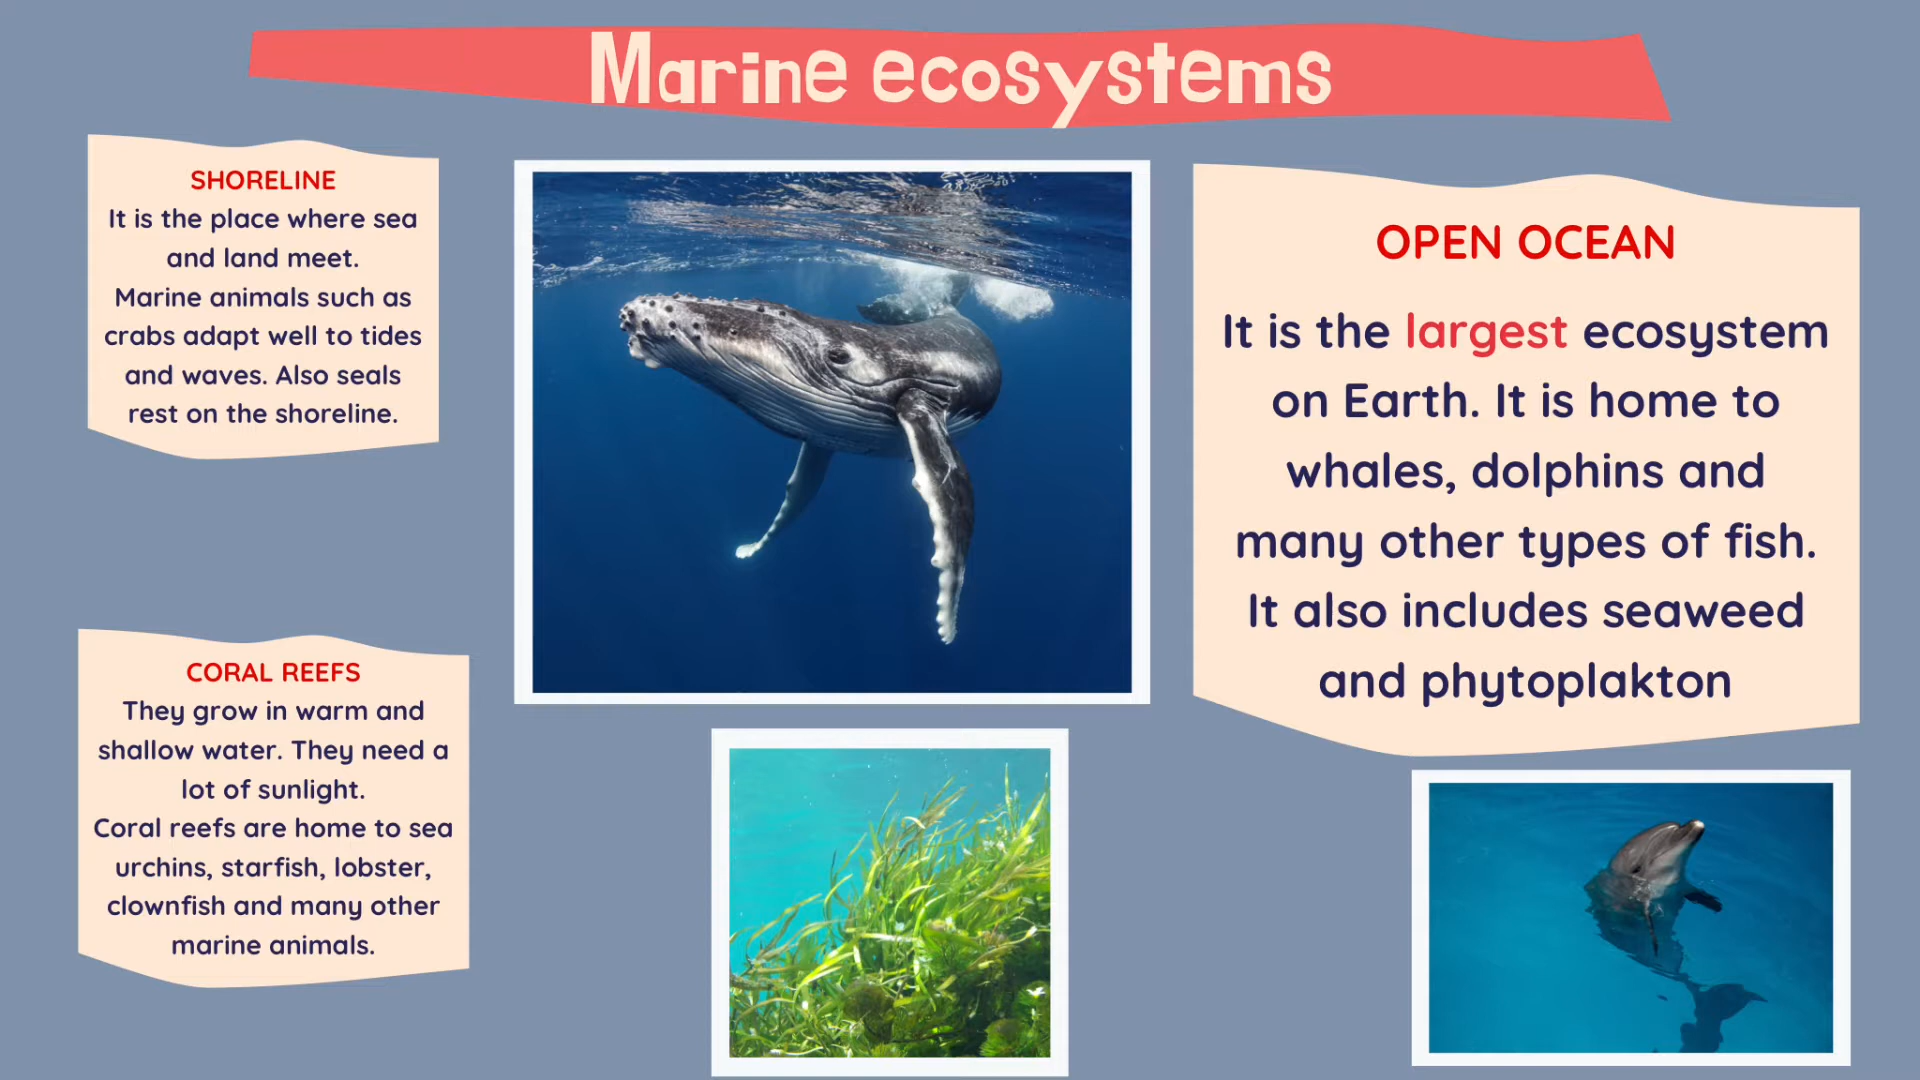 Marine ecosystems
SHORELINE
It is the place where sea
and land meet.
Marine animals such as
crabs adapt well to tides
and waves. Also seals
rest on the shoreline.
CORAL REEFS
They grow in warm and
shallow water. They need a
lot of sunlight.
Coral reefs are home to sea
urchins, starfish, lobster,
clownfish and many other
marine animals.
OPEN OCEAN
It is the largest ecosystem
on Earth. It is home to
whales, dolphins and
many other types of fish.
It also includes seaweed
and phytoplakton